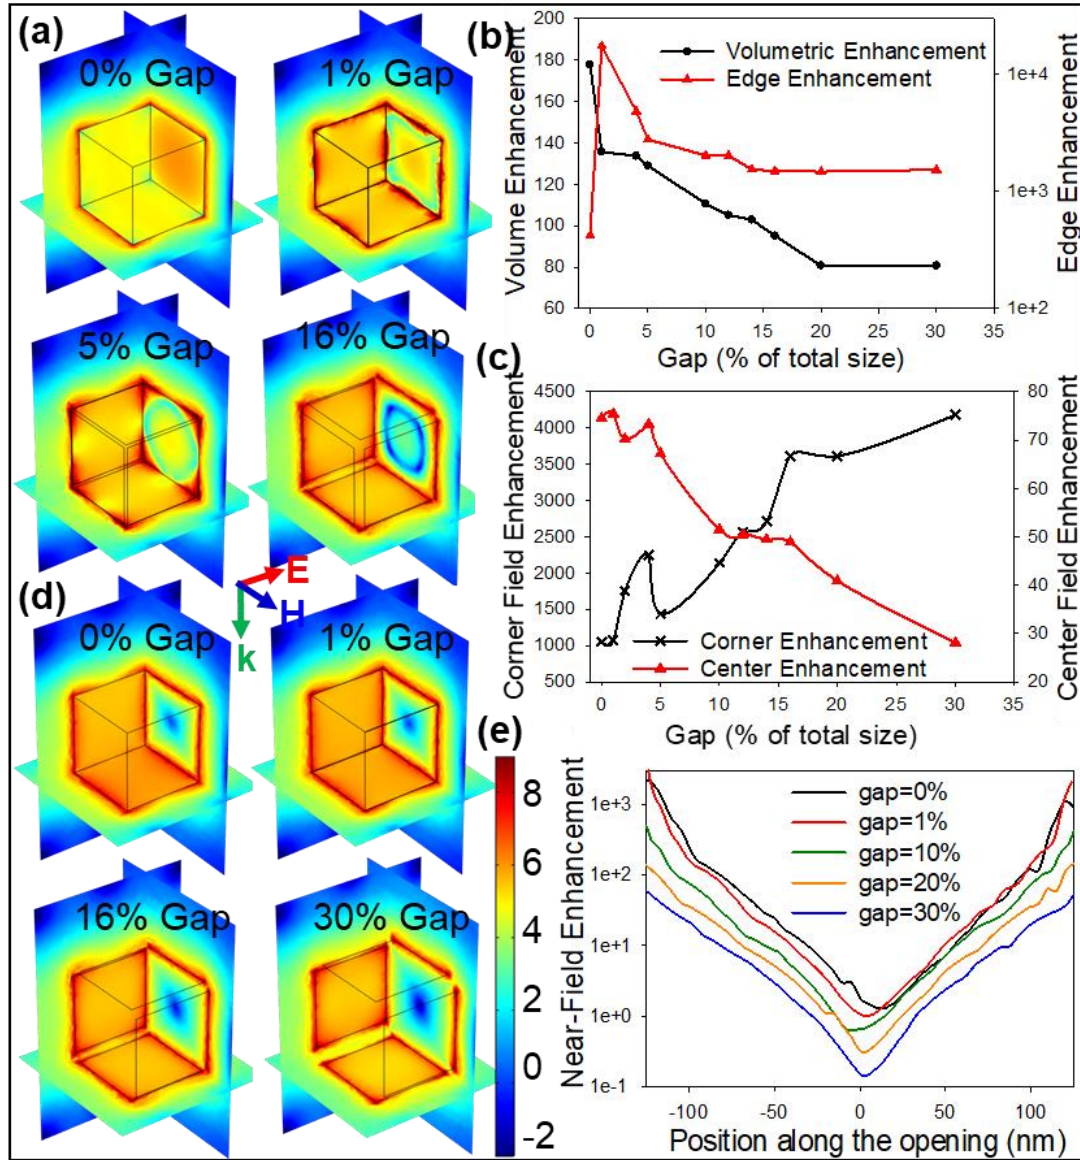 (a)
0% Gap
1% Gap
5% Gap
16% Gap
E
H
k
(b)
Volume Enhancement
200
180
160
140
120
100
80
60
Volumetric Enhancement
Edge Enhancement
1e+4
1e+3
1e+2
Edge Enhancement
0 5 10 15 20 25 30 35
Gap (% of total size)
(c)
Corner Field Enhancement
4500
4000
3500
3000
2500
2000
1500
1000
500
Corner Enhancement
Center Enhancement
80
70
60
50
40
30
20
Center Field Enhancement
0 5 10 15 20 25 30 35
Gap (% of total size)
(d)
0% Gap
1% Gap
16% Gap
30% Gap
8
6
4
2
0
-2
(e)
Near-Field Enhancement
1e+3
1e+2
1e+1
1e+0
1e-1
gap=0%
gap=1%
gap=10%
gap=20%
gap=30%
-100 -50 0 50 100
Position along the opening (nm)